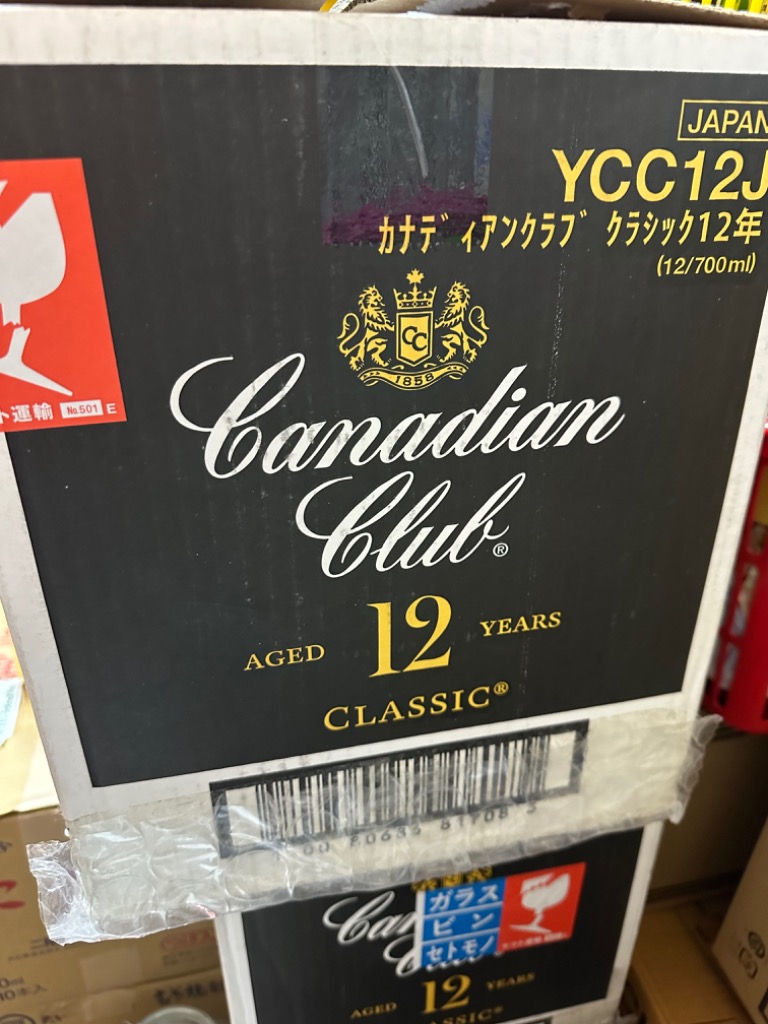 JAPAN
YCC12J
カナディアンクラブ クラシック12年
(12/700ml)
ト運輸 No.501 E
CC
1858
Canadian
Club®
AGED 12 YEARS
CLASSIC®
ガラス
ビン
セトモノ
Club
AGED 12 YEARS
CLASSIC